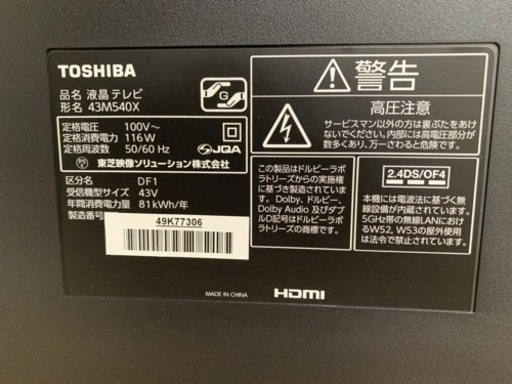 TOSHIBA
品名 液晶テレビ
形名 43M540X
定格電圧 100V~
定格消費電力 116W
定格周波数 50/60 Hz
JQA
東芝映像ソリューション株式会社
区分名 DF1
受信機型サイズ 43V
年間消費電力量 81kWh/年
製造番号
49K77306
警告
高圧注意
サービスマン以外の方は裏ぶたをあけな
いでください。内部には高電圧部分が
数多くあり、万一さわると危険です。
この製品はドルビーラボ
ラトリーズからの実施権に
基づき製造されています。
Dolby、ドルビー、
Dolby Audio 及びダブ
ルD記号はドルビーラボ
ラトリーズの商標です。
2.4DS/OF4
本機には電波法に基づく無
線設備が内蔵されています。
5GHz帯の無線LANにおけ
るW52、W53の屋外使用
は法令で禁止されています。
MADE IN CHINA
HDMI